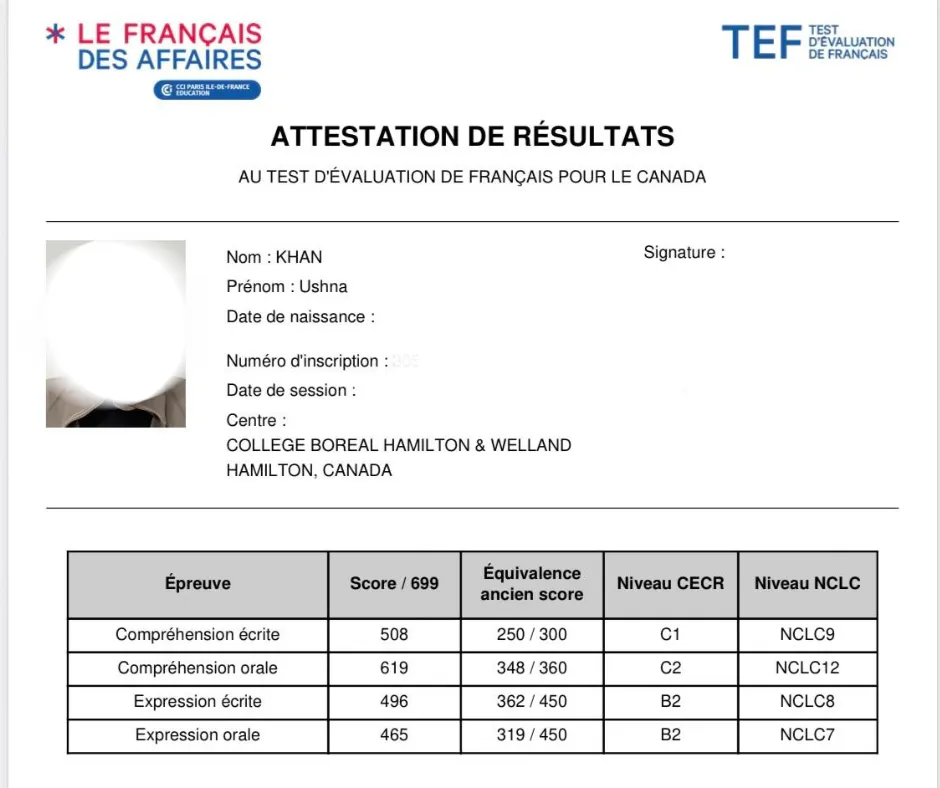 * LE FRANÇAIS
DES AFFAIRES
CCI PARIS ILE-DE-FRANCE
EDUCATION
TEF TEST
D'ÉVALUATION
DE FRANÇAIS
ATTESTATION DE RÉSULTATS
AU TEST D'ÉVALUATION DE FRANÇAIS POUR LE CANADA
Nom : KHAN
Prénom : Ushna
Date de naissance :
Numéro d'inscription :
Date de session :
Centre :
COLLEGE BOREAL HAMILTON & WELLAND
HAMILTON, CANADA
Signature :
Épreuve Score / 699 Équivalence ancien score Niveau CECR Niveau NCLC
Compréhension écrite 508 250 / 300 C1 NCLC9
Compréhension orale 619 348 / 360 C2 NCLC12
Expression écrite 496 362 / 450 B2 NCLC8
Expression orale 465 319 / 450 B2 NCLC7